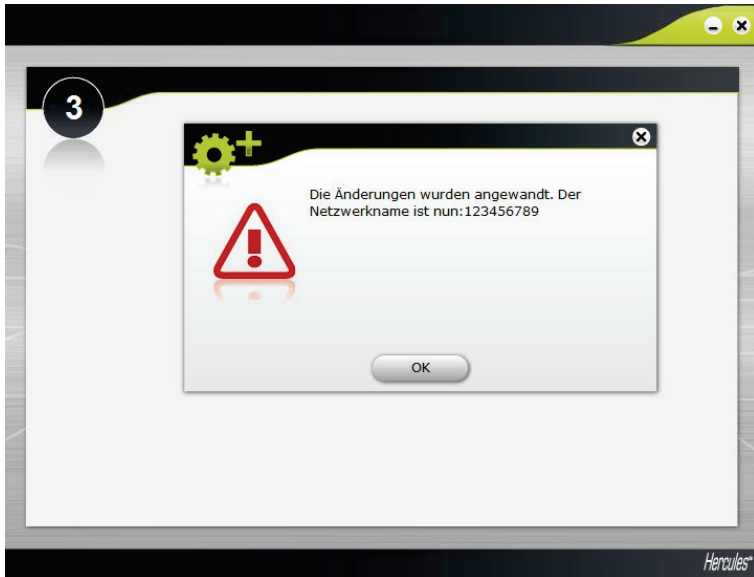 3
Die Änderungen wurden angewandt. Der
Netzwerkname ist nun:123456789
OK
Hercules